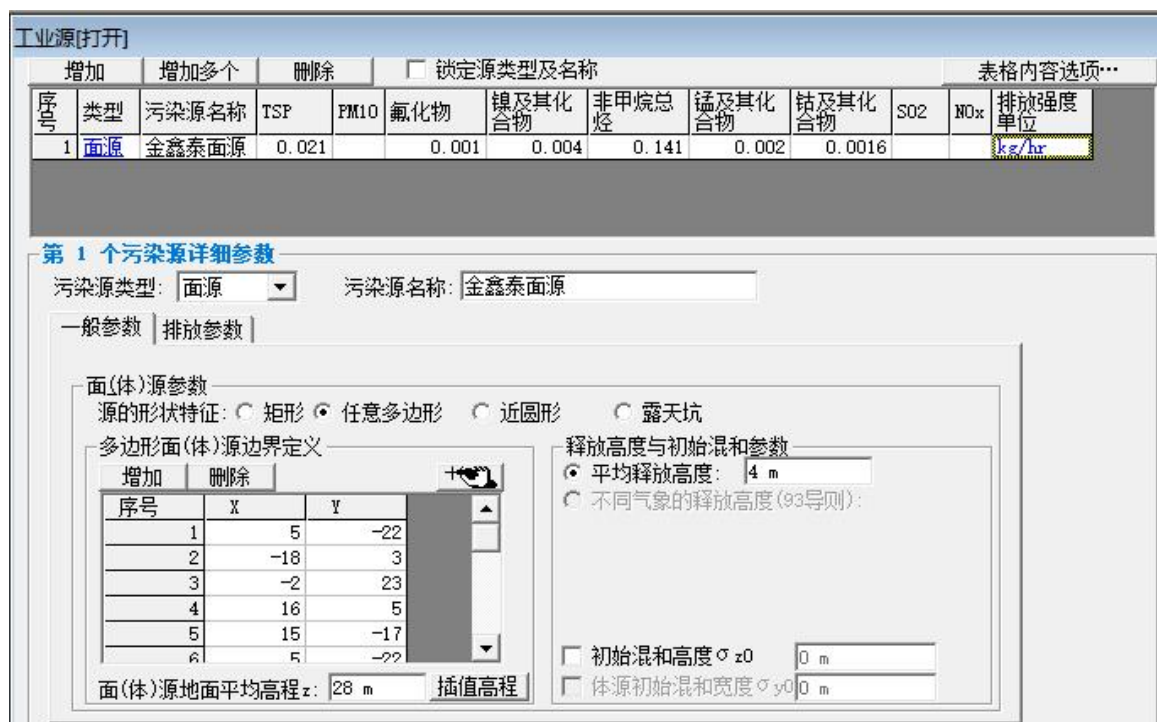 工业源[打开]
增加 增加多个 删除 锁定源类型及名称 表格内容选项…
序号 类型 污染源名称 TSP PM10 氟化物 镍及其化合物 非甲烷总烃 锰及其化合物 钴及其化合物 SO2 NOx 排放强度单位
1 面源 金鑫泰面源 0.021 0.001 0.004 0.141 0.002 0.0016 kg/hr
第 1 个污染源详细参数
污染源类型: 面源 污染源名称: 金鑫泰面源
一般参数 排放参数
面(体)源参数
源的形状特征: 矩形 任意多边形 近圆形 露天坑
多边形面(体)源边界定义 释放高度与初始混和参数
增加 删除 平均释放高度: 4 m
不同气象的释放高度(93导则):
序号 X Y
1 5 -22
2 -18 3
3 -2 23
4 16 5
5 15 -17
6 5 -22
初始混和高度σz0 0 m
面(体)源地面平均高程z: 28 m 插值高程 体源初始混和宽度σy0 0 m